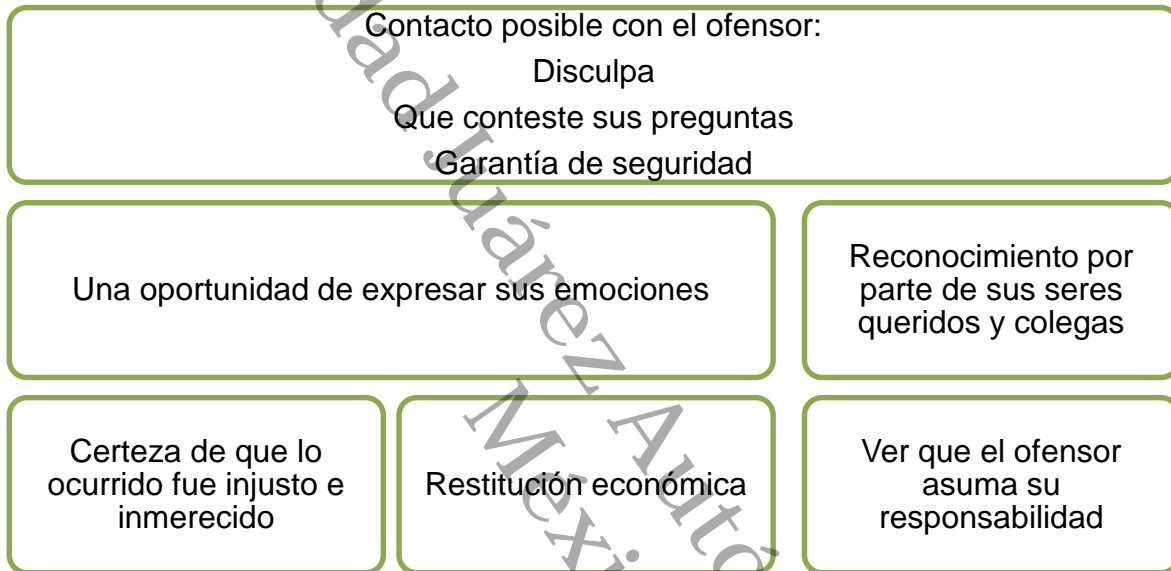 Contacto posible con el ofensor:
Disculpa
Que conteste sus preguntas
Garantía de seguridad
Una oportunidad de expresar sus emociones
Reconocimiento por
parte de sus seres
queridos y colegas
Certeza de que lo
ocurrido fue injusto e
inmerecido
Restitución económica
Ver que el ofensor
asuma su
responsabilidad
Juárez